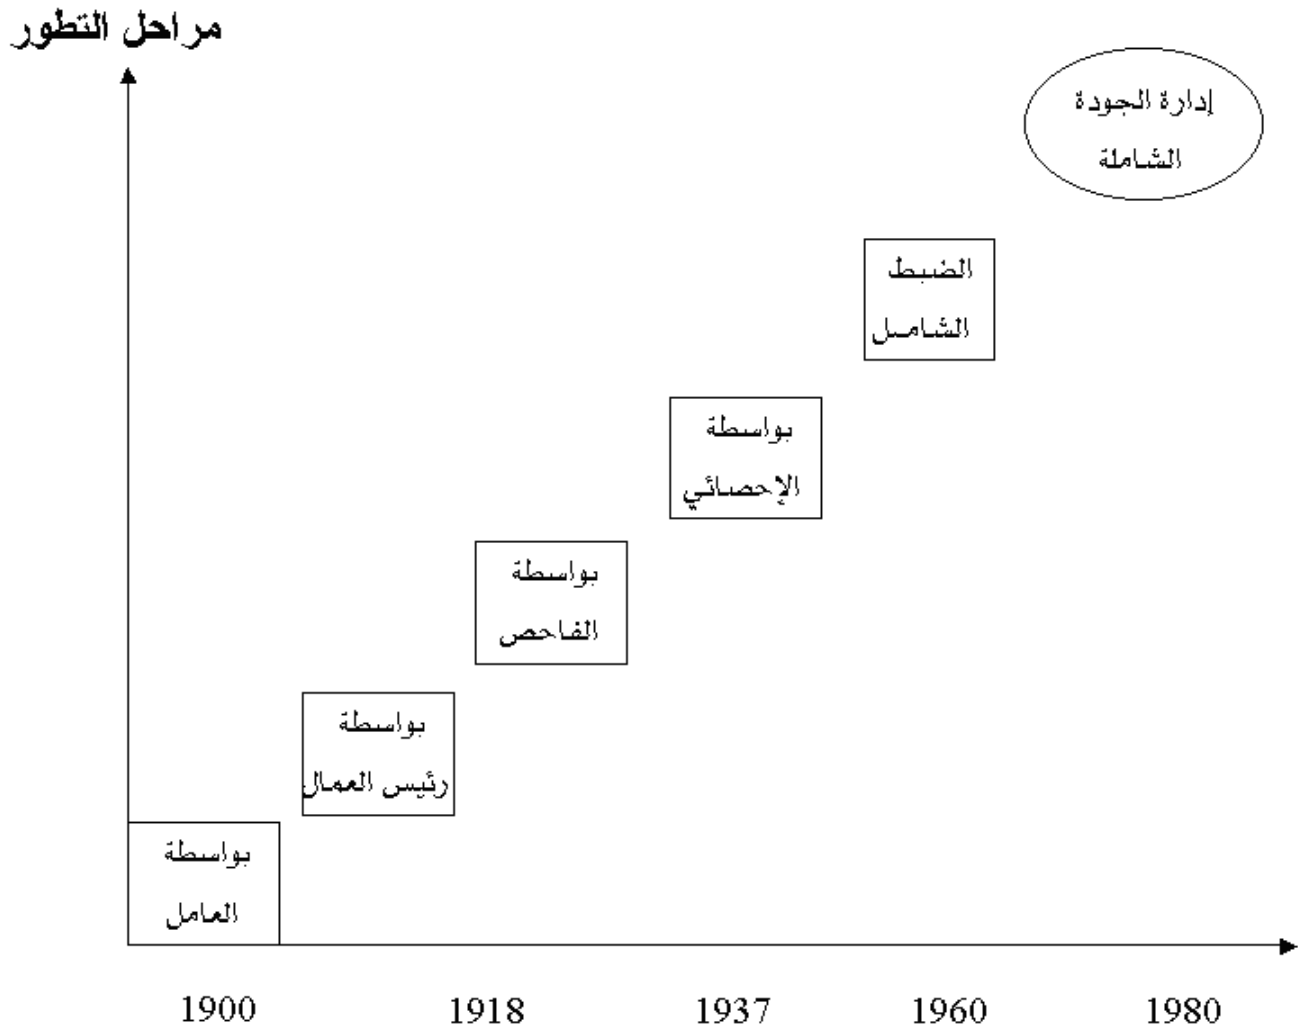 مراحل التطور
إدارة الجودة
الشاملة
الضبط
الشامل
بواسطة
الإحصائي
بواسطة
الفاحص
بواسطة
رئيس العمال
بواسطة
العامل
1900 1918 1937 1960 1980